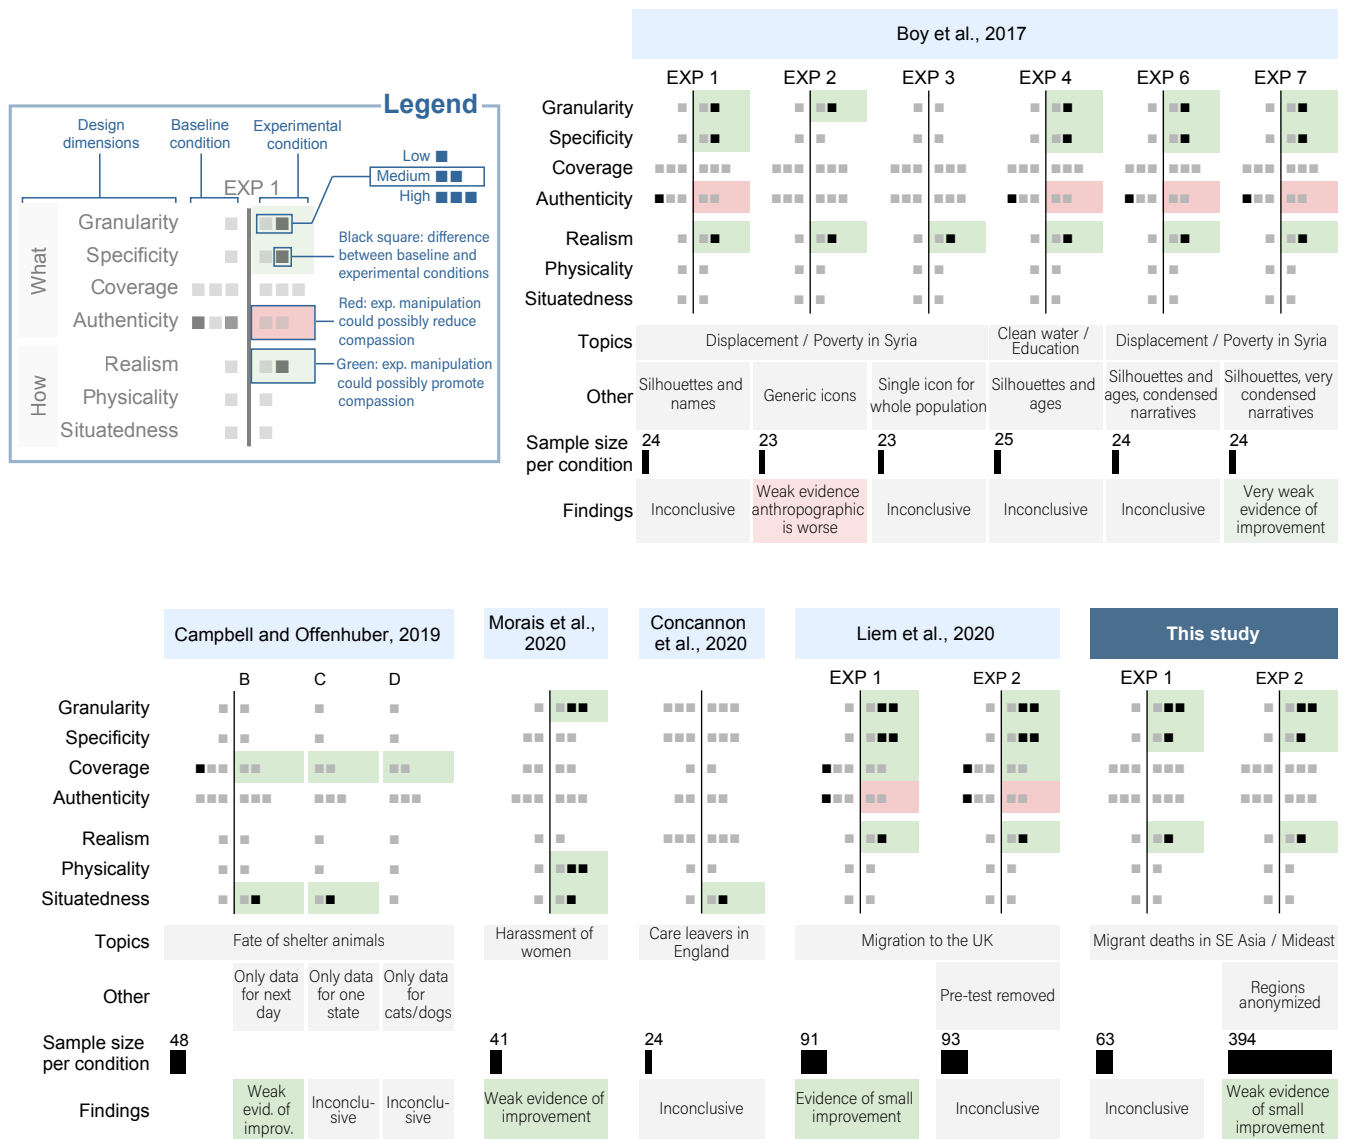 Legend
Design
dimensions
Baseline
condition
Experimental
condition
Low
Medium
High
EXP 1
What
Granularity
Specificity
Coverage
Authenticity
How
Realism
Physicality
Situatedness
Black square: difference
between baseline and
experimental conditions
Red: exp. manipulation
could possibly reduce
compassion
Green: exp. manipulation
could possibly promote
compassion
Boy et al., 2017
EXP 1 EXP 2 EXP 3 EXP 4 EXP 6 EXP 7
Granularity
Specificity
Coverage
Authenticity
Realism
Physicality
Situatedness
Topics
Displacement / Poverty in Syria
Clean water /
Education
Displacement / Poverty in Syria
Other
Silhouettes and
names
Generic icons
Single icon for
whole population
Silhouettes and
ages
Silhouettes and
ages, condensed
narratives
Silhouettes, very
condensed
narratives
Sample size
per condition
24 23 23 25 24 24
Findings
Inconclusive
Weak evidence
anthropographic
is worse
Inconclusive
Inconclusive
Inconclusive
Very weak
evidence of
improvement
Campbell and Offenhuber, 2019
Morais et al.,
2020
Concannon
et al., 2020
Liem et al., 2020
This study
B C D
EXP 1 EXP 2
EXP 1 EXP 2
Granularity
Specificity
Coverage
Authenticity
Realism
Physicality
Situatedness
Topics
Fate of shelter animals
Harassment of
women
Care leavers in
England
Migration to the UK
Migrant deaths in SE Asia / Mideast
Other
Only data
for next
day
Only data
for one
state
Only data
for
cats/dogs
Pre-test removed
Regions
anonymized
Sample size
per condition
48 41 24 91 93 63 394
Findings
Weak
evid. of
improv.
Inconclu-
sive
Inconclu-
sive
Weak evidence of
improvement
Inconclusive
Evidence of small
improvement
Inconclusive
Inconclusive
Weak evidence
of small
improvement